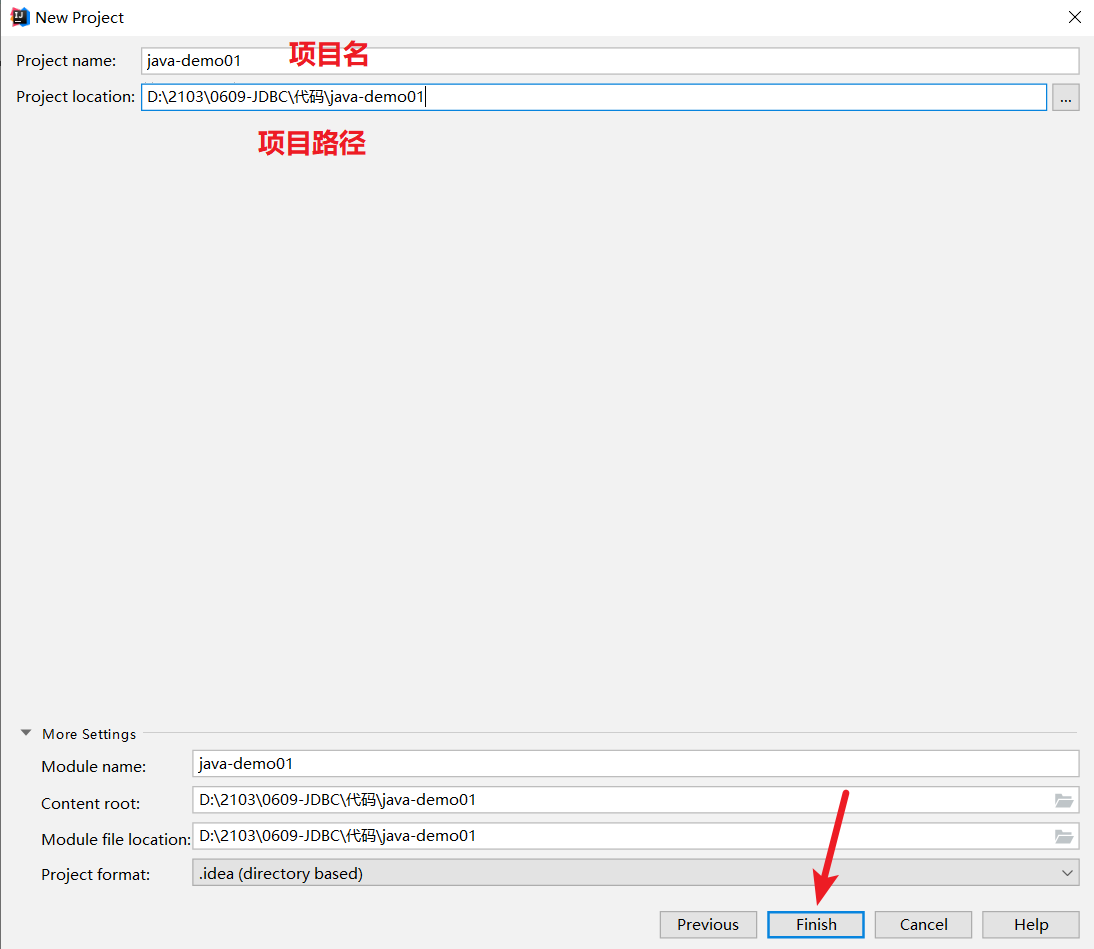 New Project
Project name: java-demo01 项目名
Project location: D:\2103\0609-JDBC\代码\java-demo01 ...
项目路径
More Settings
Module name: java-demo01
Content root: D:\2103\0609-JDBC\代码\java-demo01
Module file location: D:\2103\0609-JDBC\代码\java-demo01
Project format: .idea (directory based)
Previous Finish Cancel Help